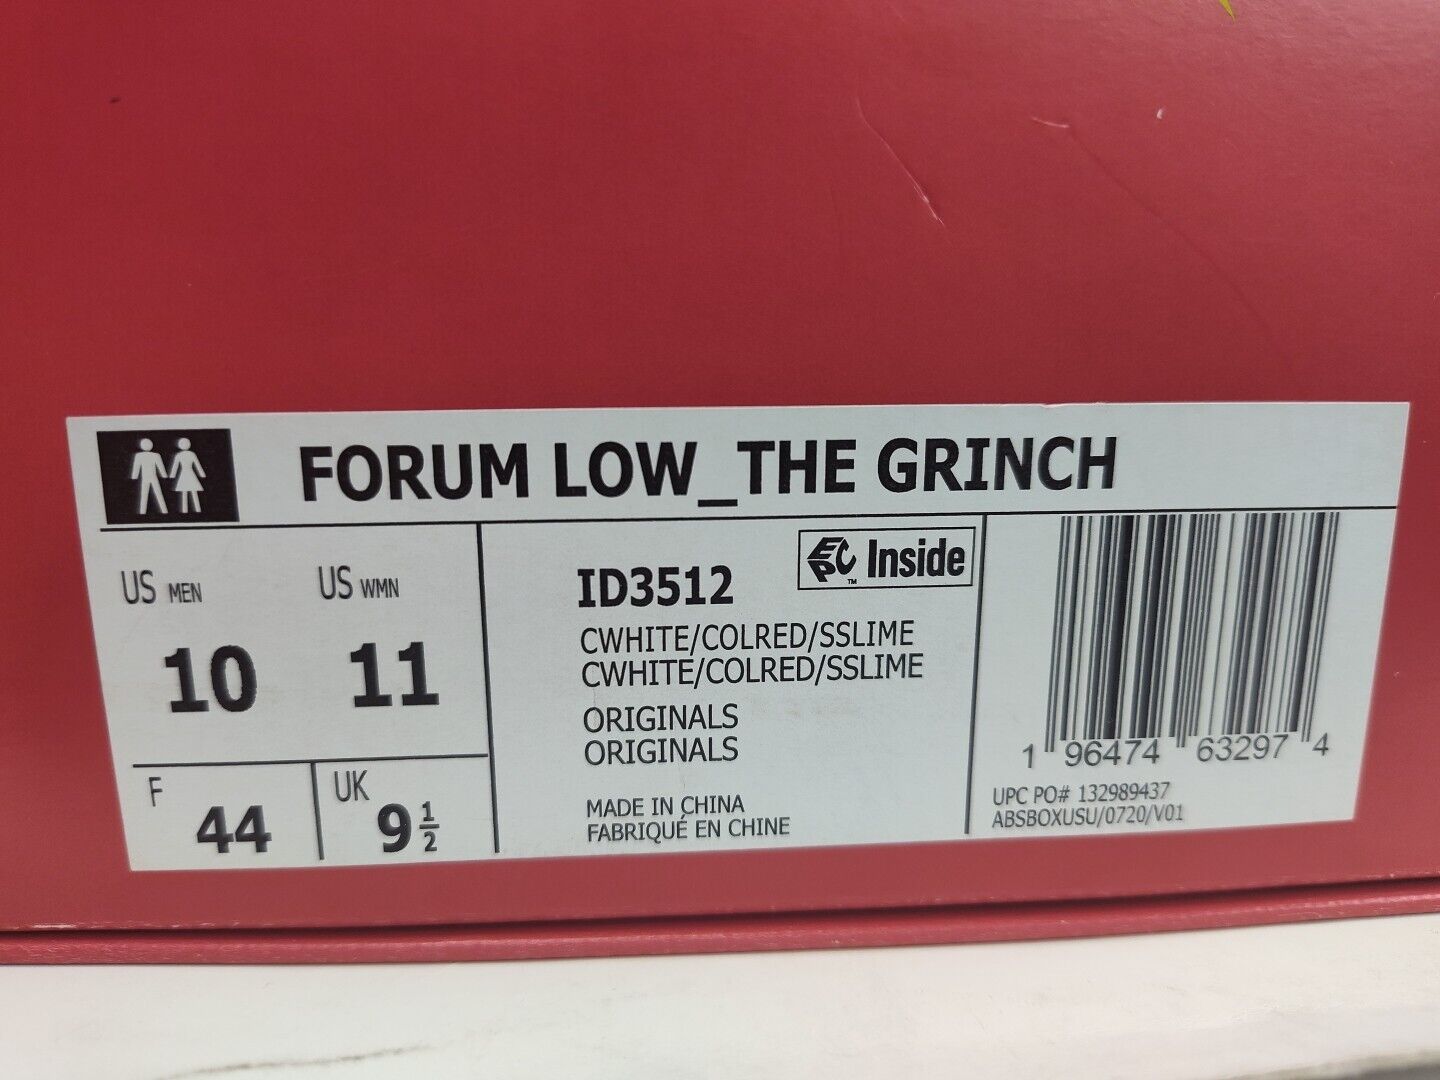 FORUM LOW_THE GRINCH
US MEN
10
US WMN
11
F
44
UK
9 1/2
ID3512
EPC Inside
TM
CWHITE/COLRED/SSLIME
CWHITE/COLRED/SSLIME
ORIGINALS
ORIGINALS
MADE IN CHINA
FABRIQUÉ EN CHINE
1 96474 63297 4
UPC PO# 132989437
ABSBOXUSU/0720/V01